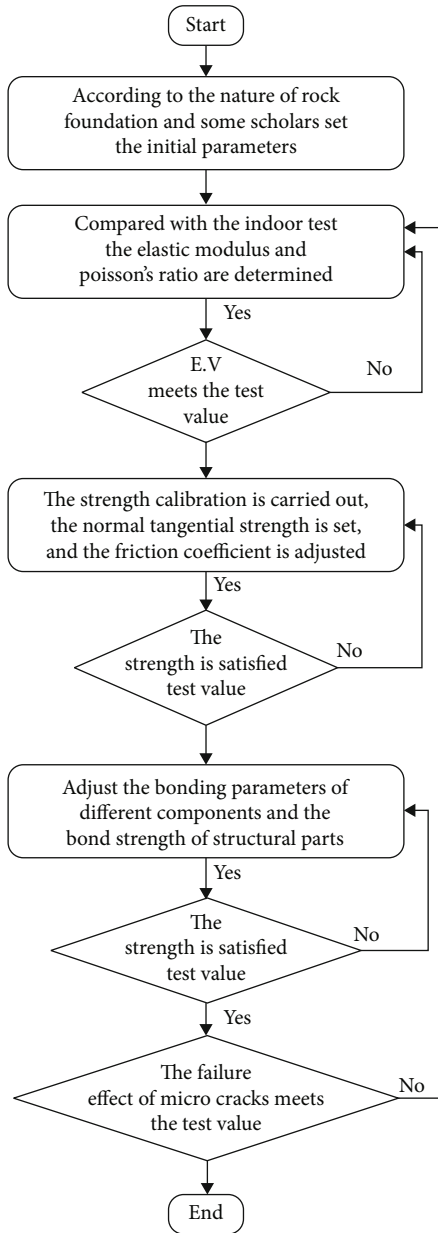 Start
According to the nature of rock
foundation and some scholars set
the initial parameters
Compared with the indoor test
the elastic modulus and
poisson's ratio are determined
Yes
E.V
meets the test
value
No
The strength calibration is carried out,
the normal tangential strength is set,
and the friction coefficient is adjusted
Yes
The
strength is satisfied
test value
No
Adjust the bonding parameters of
different components and the
bond strength of structural parts
Yes
The
strength is satisfied
test value
No
Yes
The failure
effect of micro cracks meets
the test value
No
End